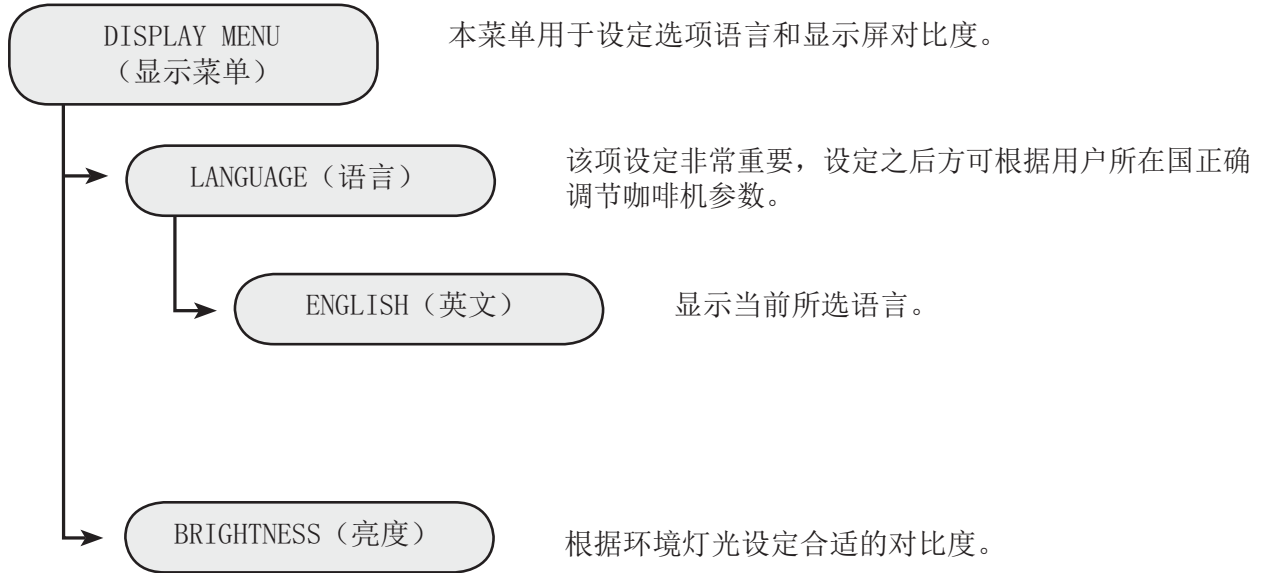 DISPLAY MENU
（显示菜单）
本菜单用于设定选项语言和显示屏对比度。
LANGUAGE（语言）
该项设定非常重要，设定之后方可根据用户所在国正确
调节咖啡机参数。
ENGLISH（英文）
显示当前所选语言。
BRIGHTNESS（亮度）
根据环境灯光设定合适的对比度。